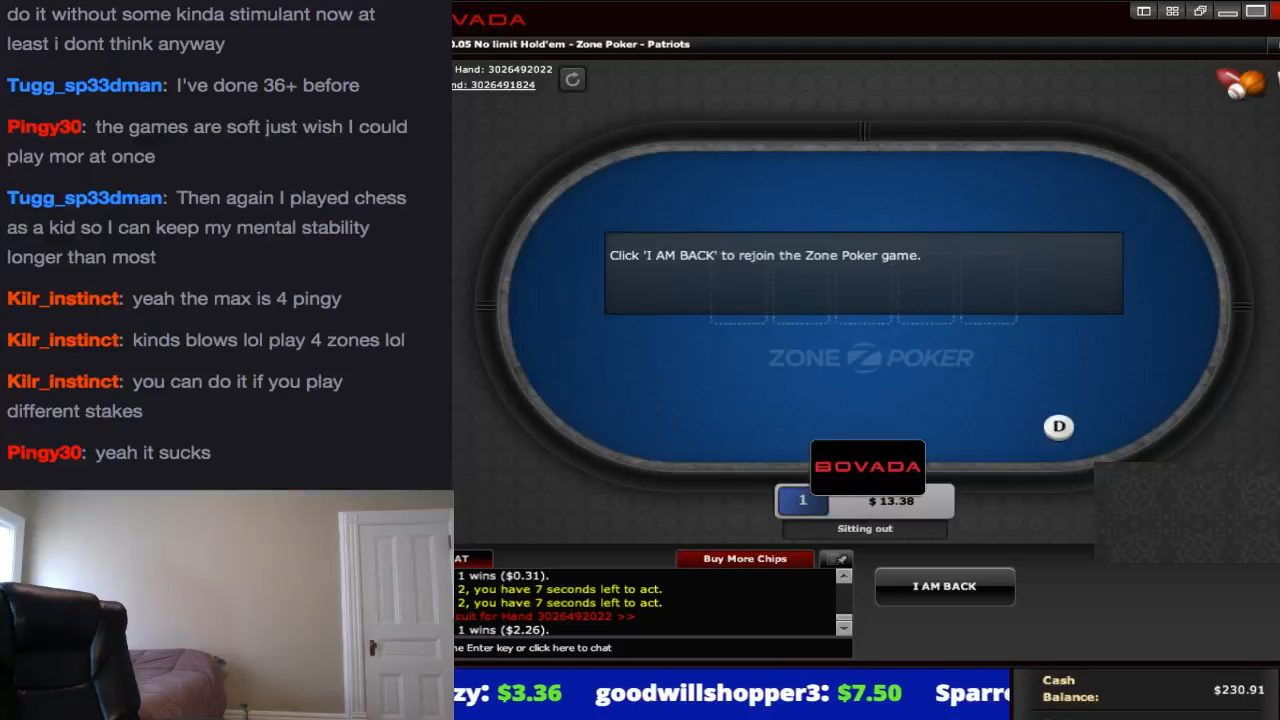 do it without some kinda stimulant now at
least i dont think anyway
Tugg_sp33dman: I've done 36+ before
Pingy30: the games are soft just wish I could
play mor at once
Tugg_sp33dman: Then again I played chess
as a kid so I can keep my mental stability
longer than most
Kilr_instinct: yeah the max is 4 pingy
Kilr_instinct: kinds blows lol play 4 zones lol
Kilr_instinct: you can do it if you play
different stakes
Pingy30: yeah it sucks
VADA
0.05 No limit Hold'em - Zone Poker - Patriots
Hand: 3026492022
nd: 3026491824
Click 'I AM BACK' to rejoin the Zone Poker game.
ZONE Z POKER
D
BOVADA
1 $ 13.38
Sitting out
AT
Buy More Chips
1 wins ($0.31).
2, you have 7 seconds left to act.
2, you have 7 seconds left to act.
sult for Hand 3026492022 >>
1 wins ($2.26).
he Enter key or click here to chat
I AM BACK
zy: $3.36 goodwillshopper3: $7.50 Sparr
Cash
Balance: $230.91